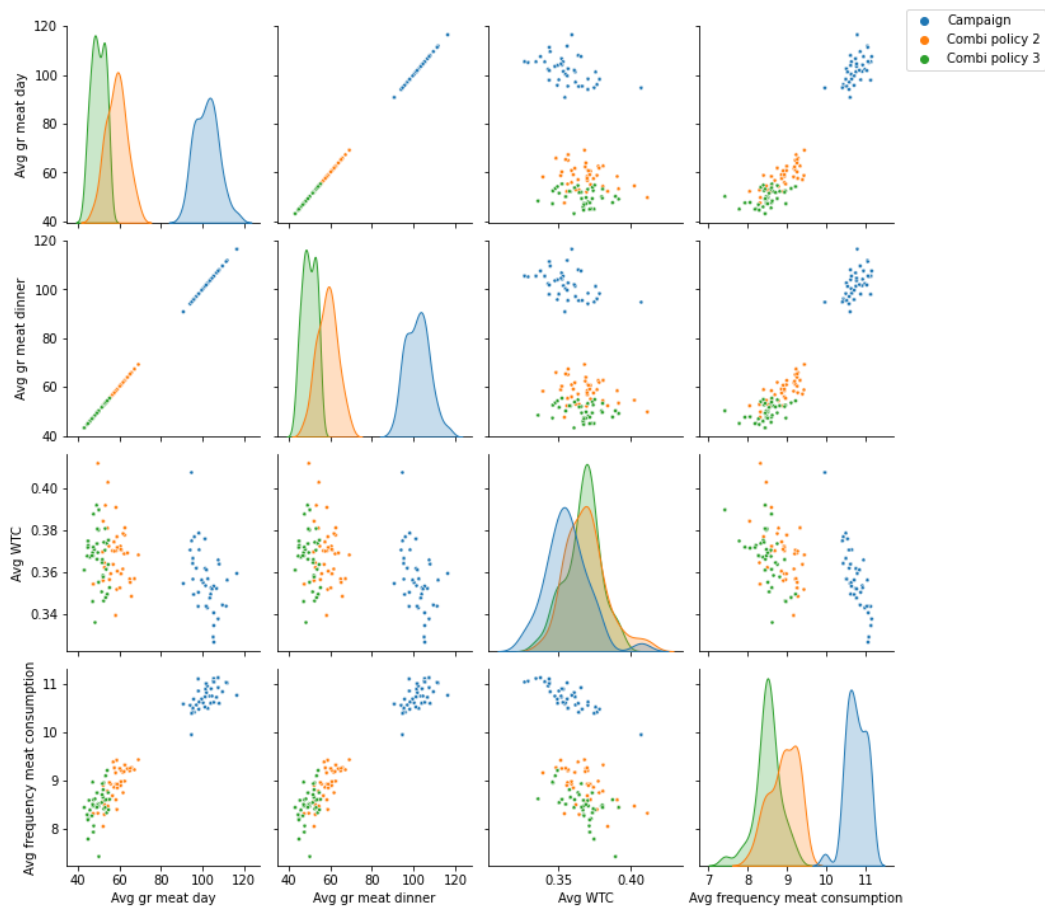 Campaign
Combi policy 2
Combi policy 3
120
100
80
60
40
Avg gr meat day
120
100
80
60
40
Avg gr meat dinner
0.40
0.38
0.36
0.34
Avg WTC
11
10
9
8
Avg frequency meat consumption
40 60 80 100 120
40 60 80 100 120
0.35 0.40
7 8 9 10 11
Avg gr meat day
Avg gr meat dinner
Avg WTC
Avg frequency meat consumption